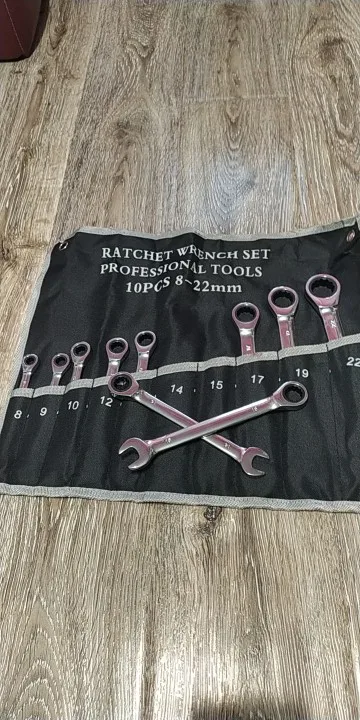 RATCHET WRENCH SET
PROFESSIONAL TOOLS
10PCS 8-22mm
8 9 10 12 14 15 17 19 22